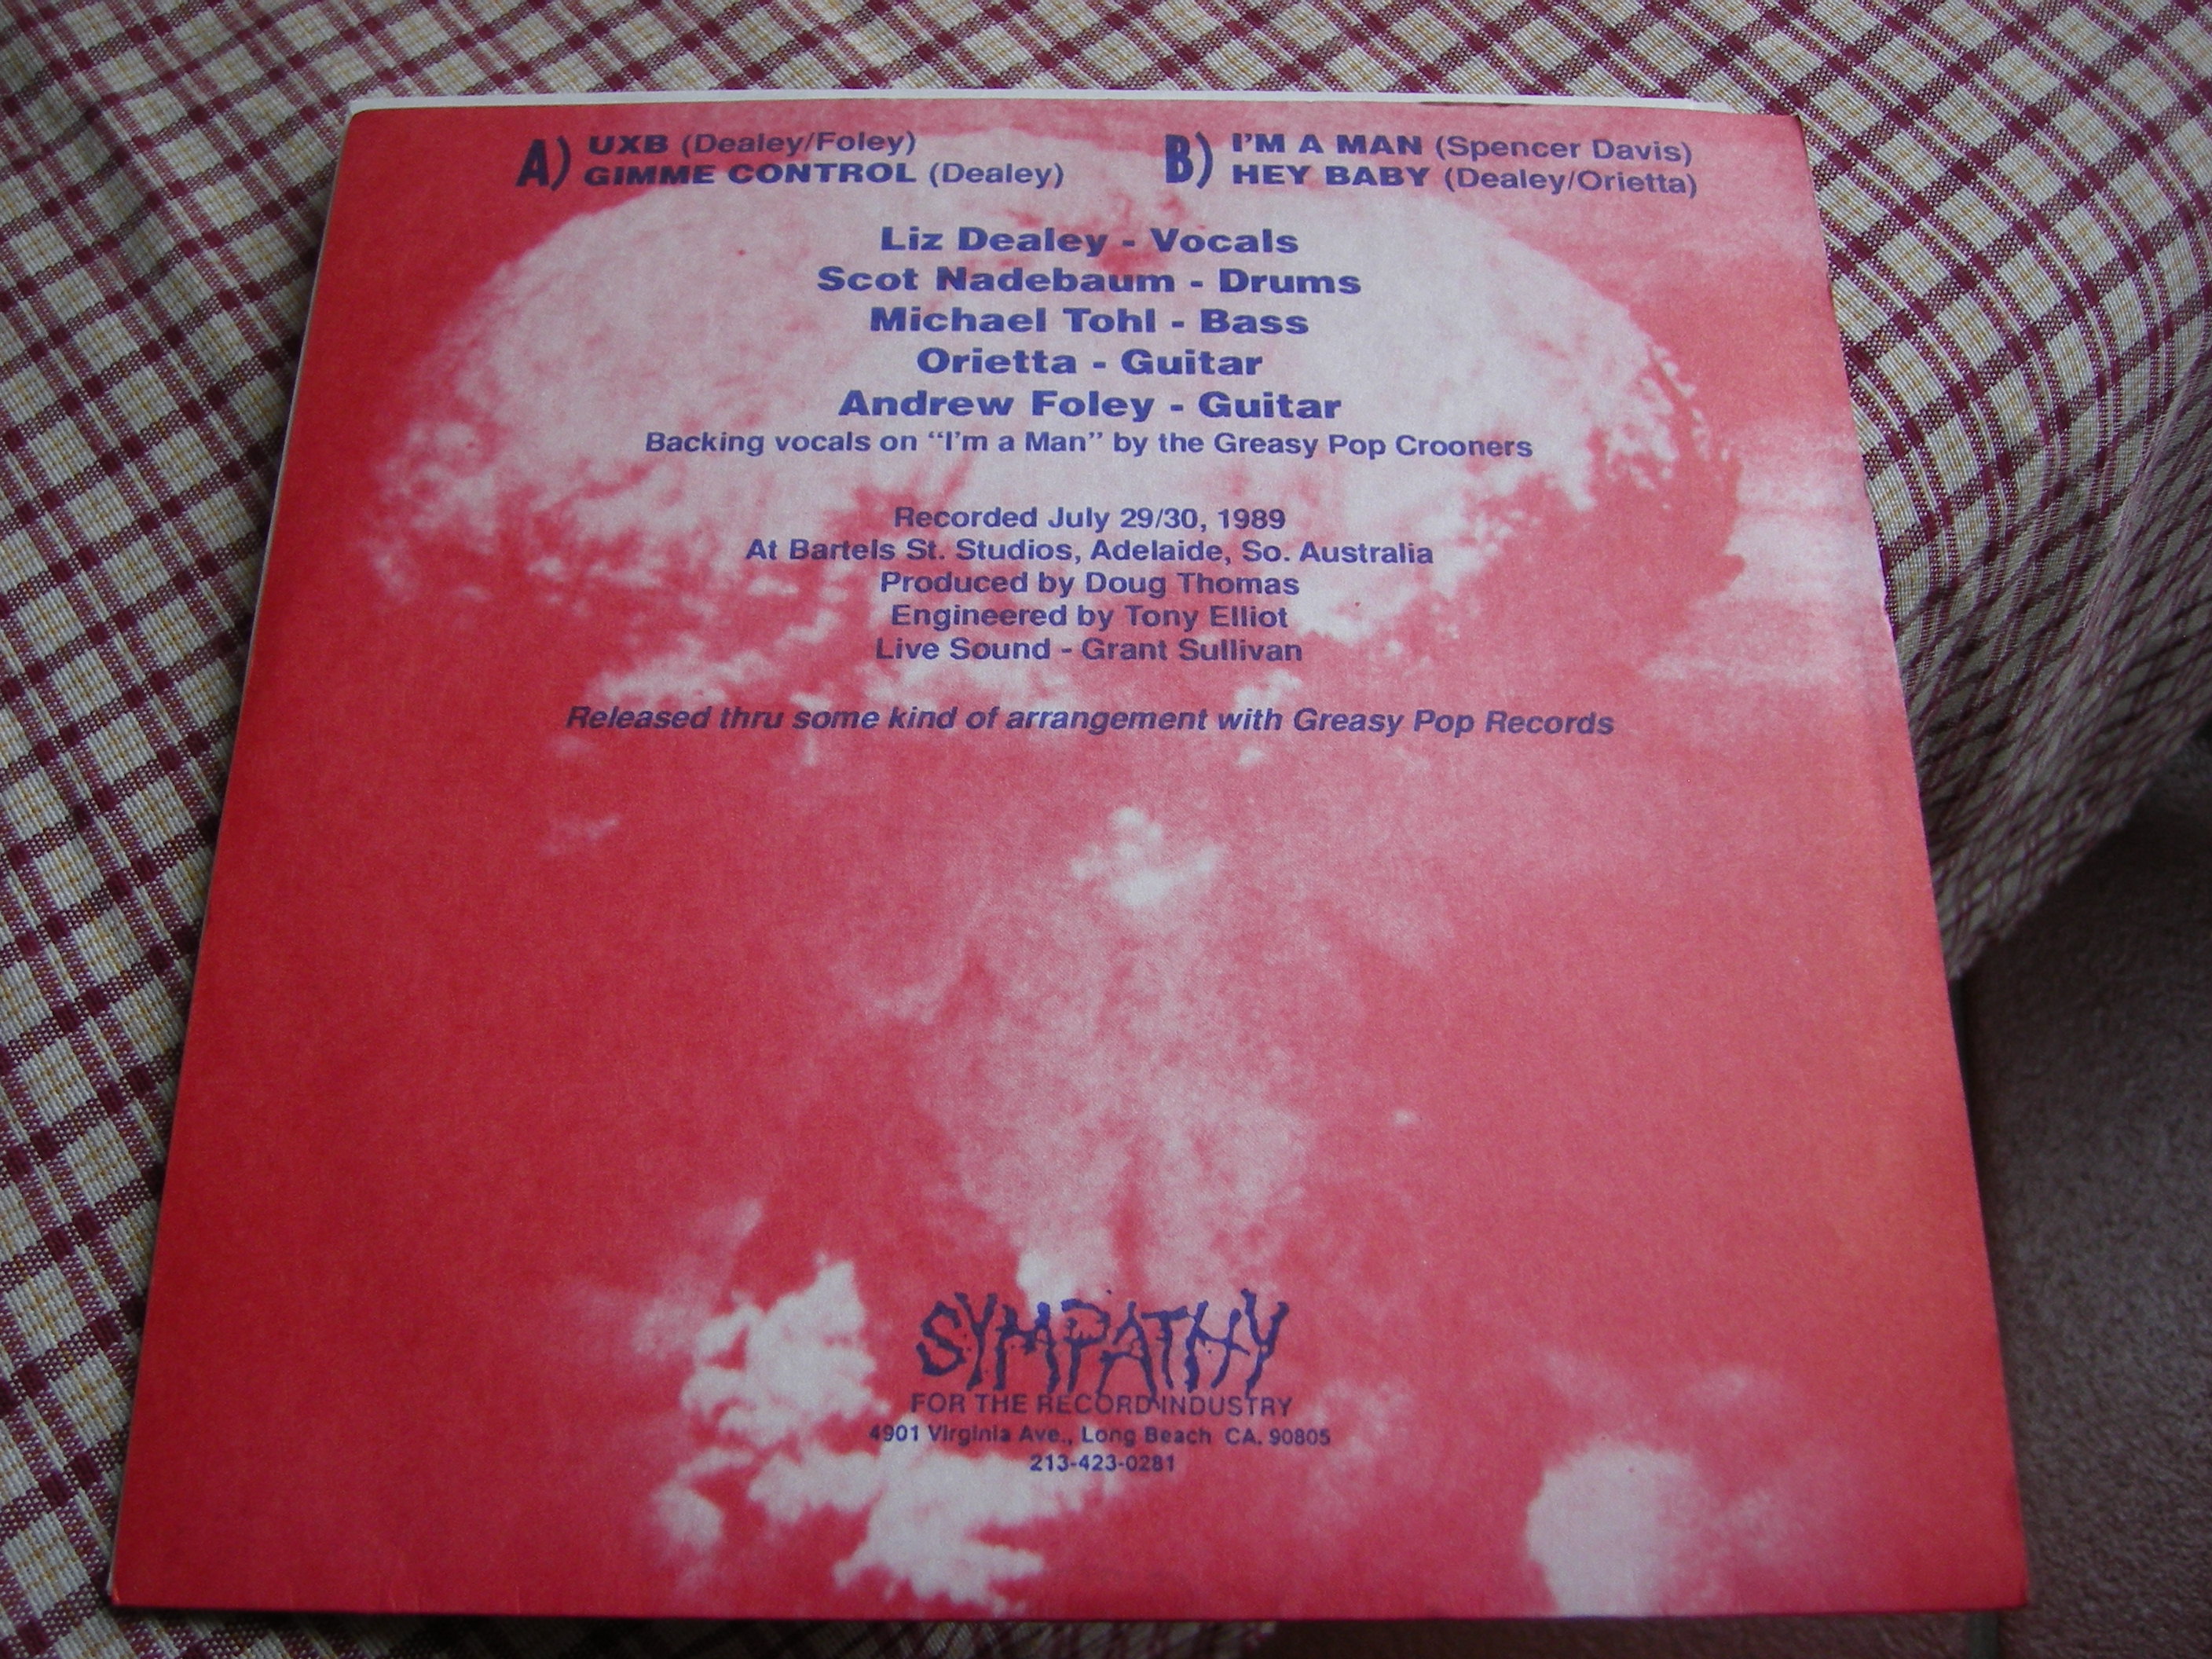 A) UXB (Dealey/Foley)
GIMME CONTROL (Dealey)
B) I'M A MAN (Spencer Davis)
HEY BABY (Dealey/Orietta)
Liz Dealey - Vocals
Scot Nadebaum - Drums
Michael Tohl - Bass
Orietta - Guitar
Andrew Foley - Guitar
Backing vocals on “I'm a Man” by the Greasy Pop Crooners
Recorded July 29/30, 1989
At Bartels St. Studios, Adelaide, So. Australia
Produced by Doug Thomas
Engineered by Tony Elliot
Live Sound - Grant Sullivan
Released thru some kind of arrangement with Greasy Pop Records
SYMPATHY
FOR THE RECORD INDUSTRY
4901 Virginia Ave., Long Beach CA. 90805
213-423-0281